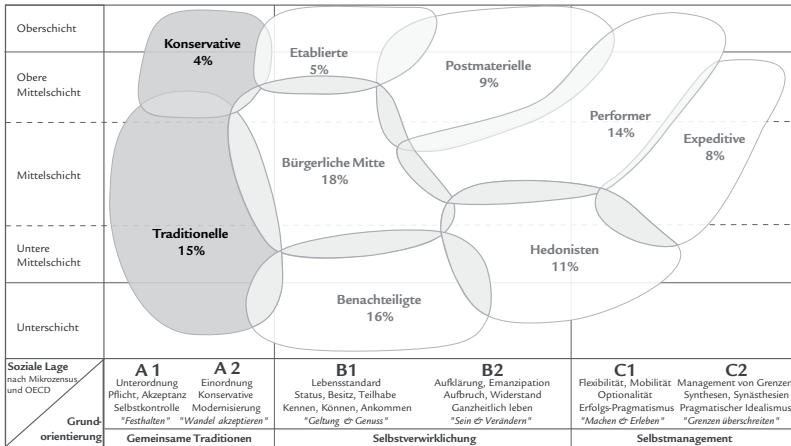 Oberschicht
Konservative
4%
Etablierte
5%
Postmaterielle
9%
Obere
Mittelschicht
Performer
14%
Expeditive
8%
Mittelschicht
Bürgerliche Mitte
18%
Traditionelle
15%
Untere
Mittelschicht
Hedonisten
11%
Benachteiligte
16%
Unterschicht
Soziale Lage
nach Mikrozensus
und OECD
Grund-
orientierung
A 1
Unterordnung
Pflicht, Akzeptanz
Selbstkontrolle
"Festhalten"
A 2
Einordnung
Konservative
Modernisierung
"Wandel akzeptieren"
Gemeinsame Traditionen
B1
Lebensstandard
Status, Besitz, Teilhabe
Kennen, Können, Ankommen
"Geltung & Genuss"
B2
Aufklärung, Emanzipation
Aufbruch, Widerstand
Ganzheitlich leben
"Sein & Verändern"
Selbstverwirklichung
C1
Flexibilität, Mobilität
Optionalität
Erfolgs-Pragmatismus
"Machen & Erleben"
C2
Management von Grenzen
Synthesen, Synästhesien
Pragmatischer Idealismus
"Grenzen überschreiten"
Selbstmanagement